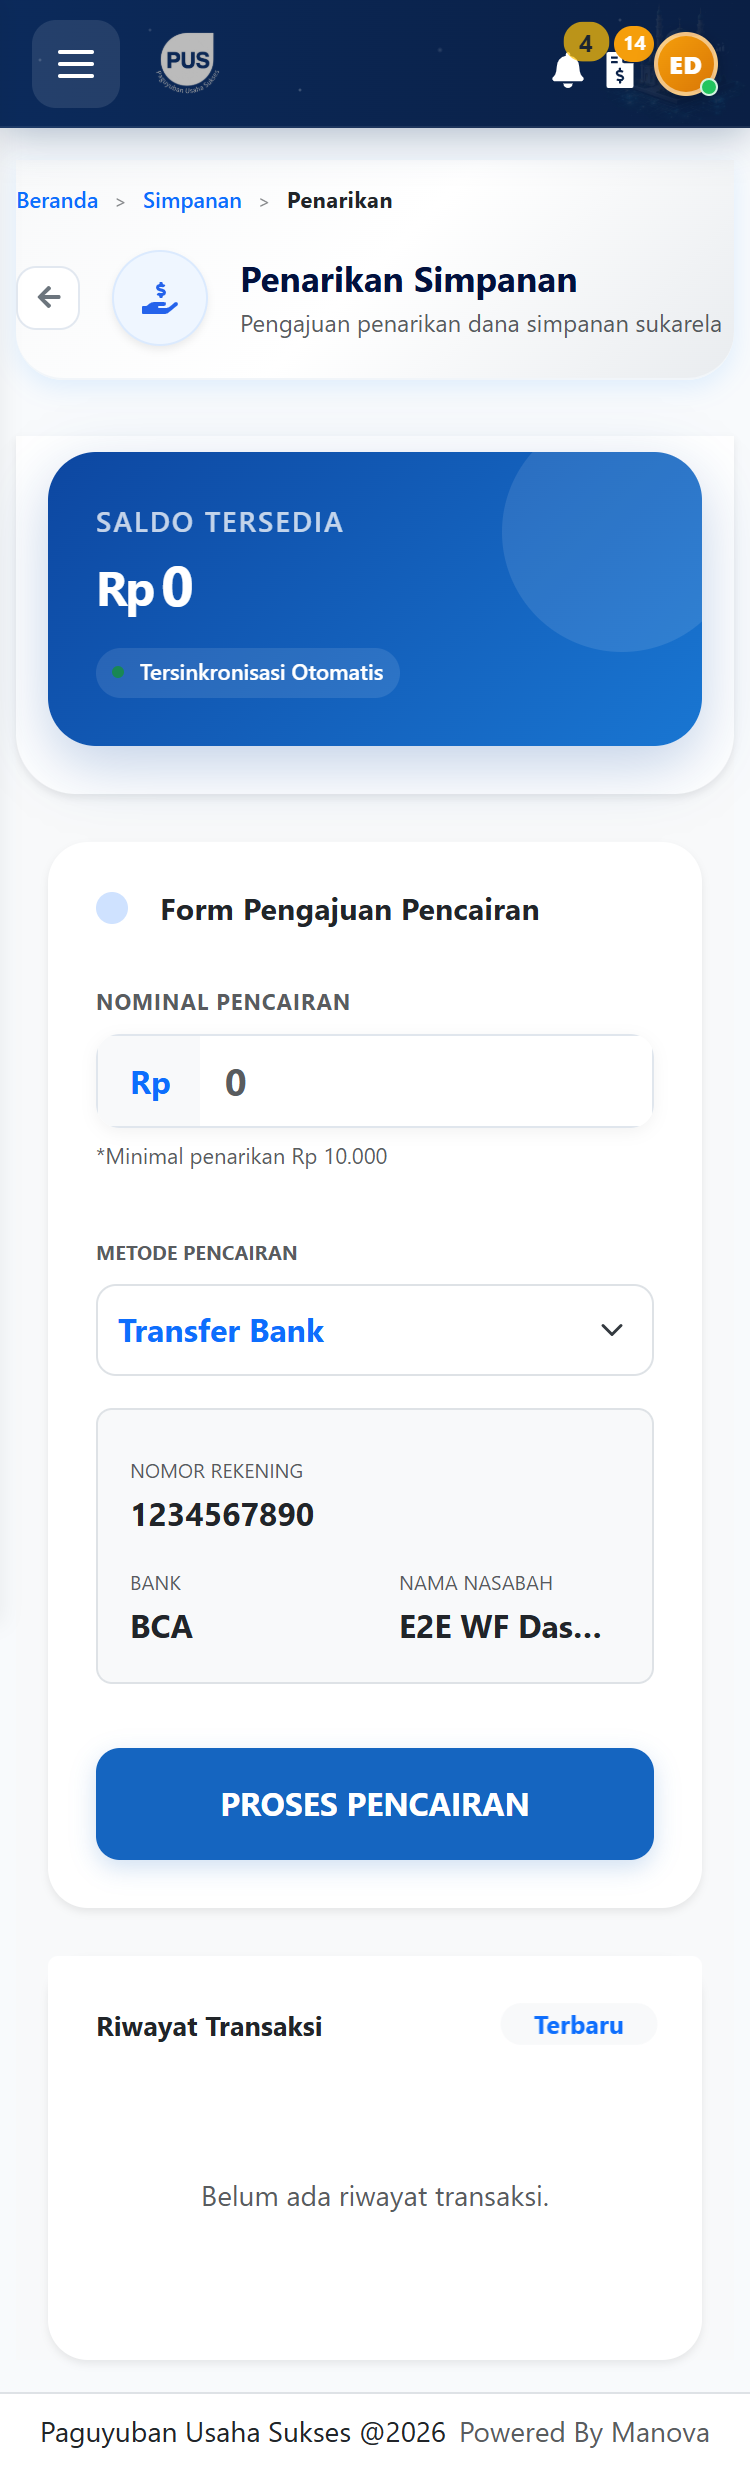 PUS
Paguyuban Usaha Sukses
4
14
ED
Beranda > Simpanan > Penarikan
Penarikan Simpanan
Pengajuan penarikan dana simpanan sukarela
SALDO TERSEDIA
Rp 0
Tersinkronisasi Otomatis
Form Pengajuan Pencairan
NOMINAL PENCAIRAN
Rp 0
*Minimal penarikan Rp 10.000
METODE PENCAIRAN
Transfer Bank
NOMOR REKENING
1234567890
BANK NAMA NASABAH
BCA E2E WF Das...
PROSES PENCAIRAN
Riwayat Transaksi Terbaru
Belum ada riwayat transaksi.
Paguyuban Usaha Sukses @2026 Powered By Manova